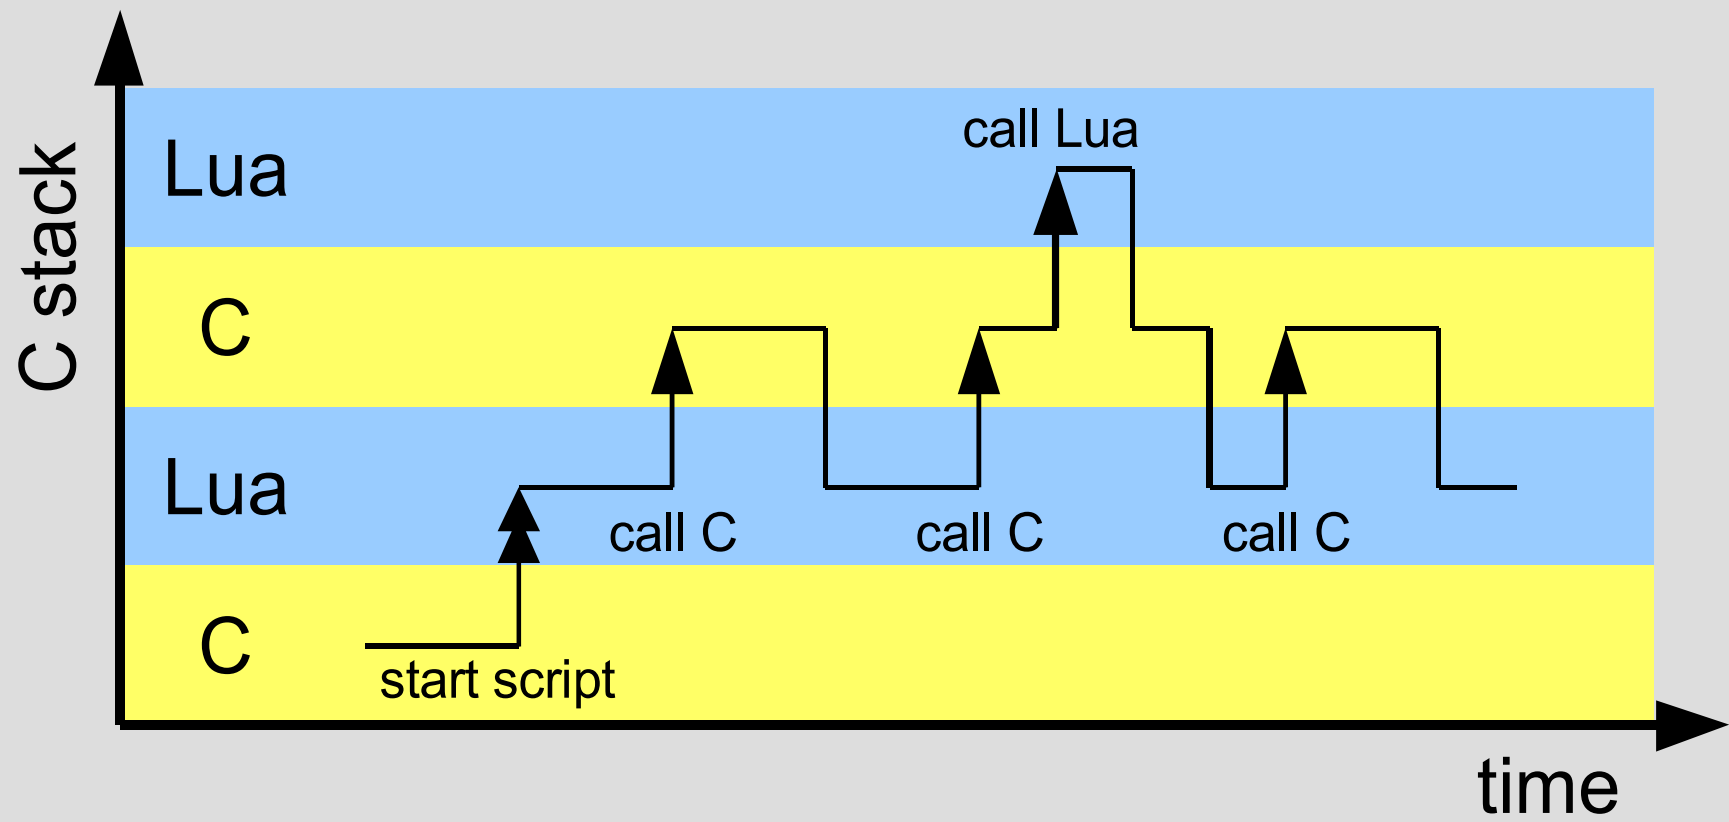 C stack
Lua
call Lua
C
Lua
call C
call C
call C
C
start script
time